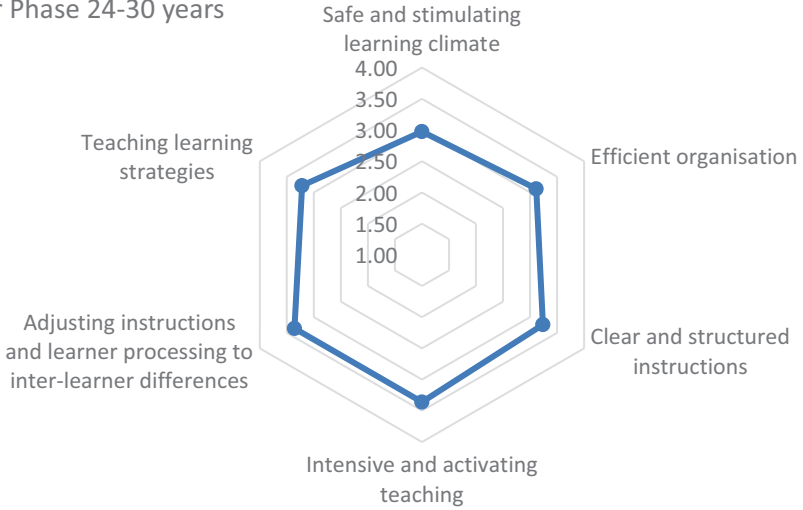 Phase 24-30 years
Safe and stimulating
learning climate
4.00
3.50
3.00
2.50
2.00
1.50
1.00
Efficient organisation
Clear and structured
instructions
Intensive and activating
teaching
Adjusting instructions
and learner processing to
inter-learner differences
Teaching learning
strategies